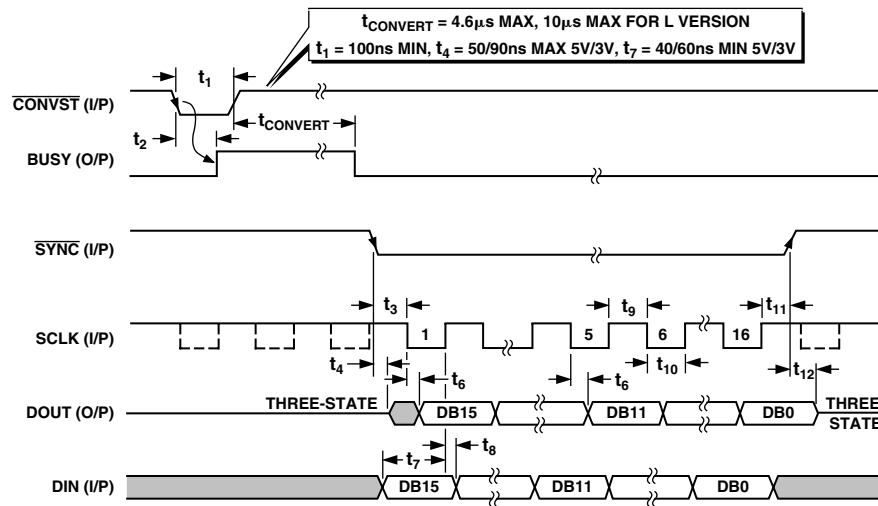 tCONVERT = 4.6µs MAX, 10µs MAX FOR L VERSION
t1 = 100ns MIN, t4 = 50/90ns MAX 5V/3V, t7 = 40/60ns MIN 5V/3V
t1
CONVST (I/P)
tCONVERT
t2
BUSY (O/P)
SYNC (I/P)
t3
t9
t11
SCLK (I/P)
1
5
6
16
t4
t6
t6
t10
t12
DOUT (O/P)
THREE-STATE
DB15
DB11
DB0
THREE
STATE
t7
t8
DIN (I/P)
DB15
DB11
DB0